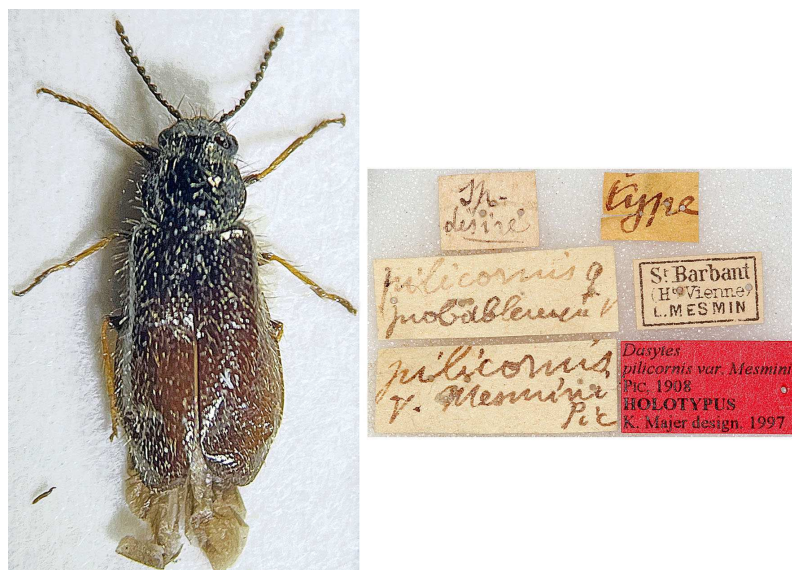 desiré
type
pilicornis
probablement
St Barbant
(Hte Vienne)
L. MESMIN
pilicornis
v. Mesmini
Pic
Dasytes
pilicornis var. Mesmini
PIC, 1908
HOLOTYPUS
K. Majer design. 1997